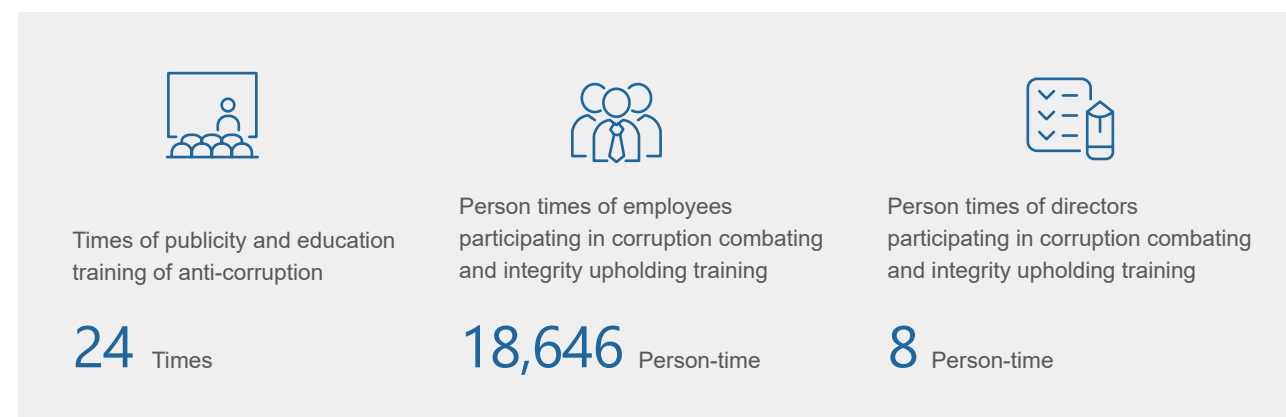 Times of publicity and education
training of anti-corruption
24 Times
Person times of employees
participating in corruption combating
and integrity upholding training
18,646 Person-time
Person times of directors
participating in corruption combating
and integrity upholding training
8 Person-time